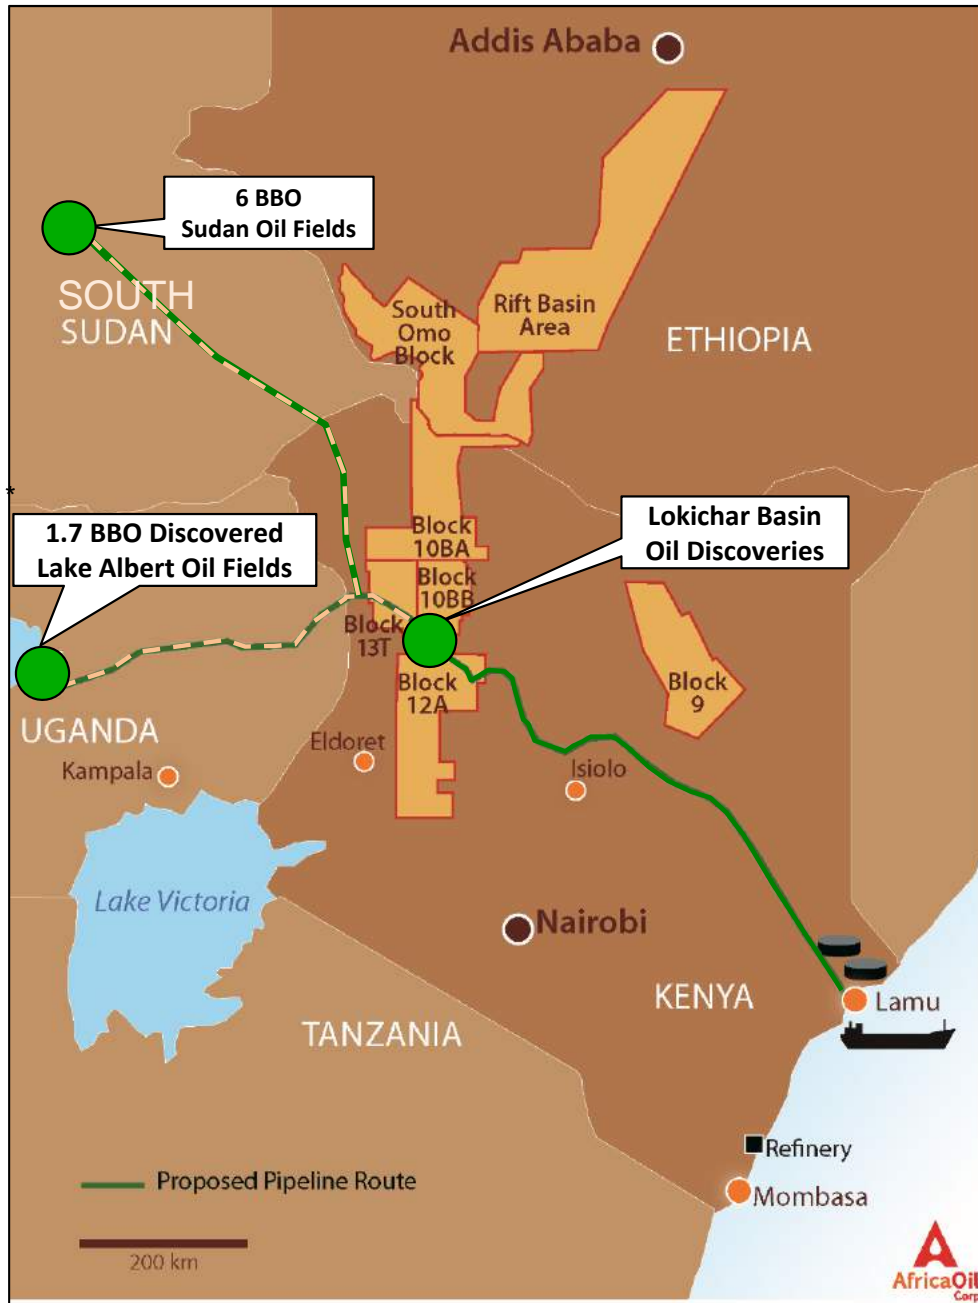 Addis Ababa
6 BBO
Sudan Oil Fields
SOUTH
SUDAN
South
Omo
Block
Rift Basin
Area
ETHIOPIA
*
1.7 BBO Discovered
Lake Albert Oil Fields
Block
10BA
Lokichar Basin
Oil Discoveries
Block
10BB
Block
13T
Block
12A
Block
9
UGANDA
Kampala
Eldoret
Isiolo
Lake Victoria
Nairobi
KENYA
Lamu
TANZANIA
Refinery
Mombasa
Proposed Pipeline Route
200 km
AfricaOil
Corp